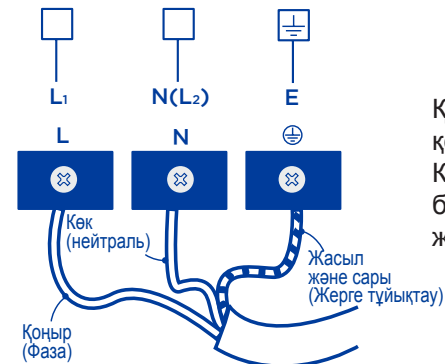 L₁ N(L₂) E
L N
Көк
(нейтраль)
Жасыл
және сары
(Жерге тұйықтау)
Қоңыр
(Фаза)